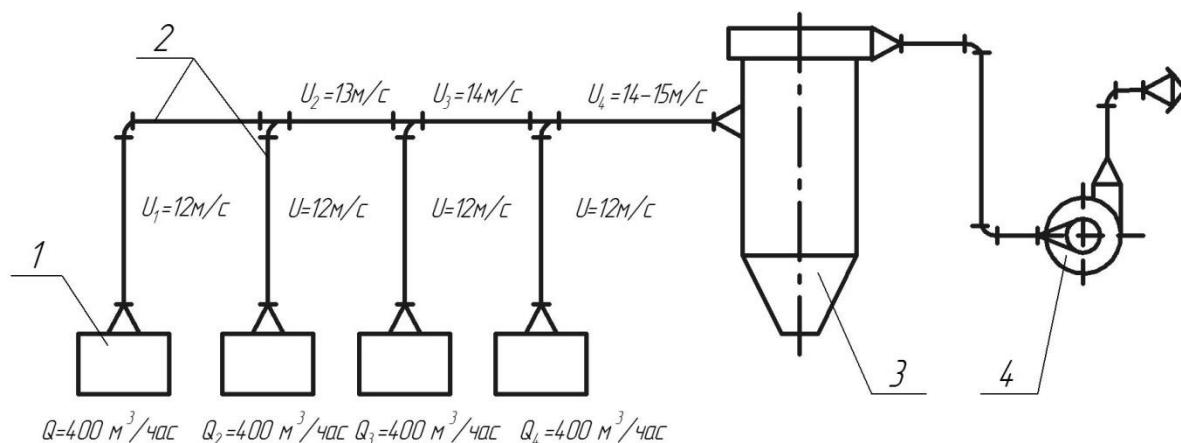 2
U₂=13м/с U₃=14м/с U₄=14-15м/с
U₁=12м/с U=12м/с U=12м/с U=12м/с
1
3 4
Q=400 м³/час Q₂=400 м³/час Q₃=400 м³/час Q₄=400 м³/час